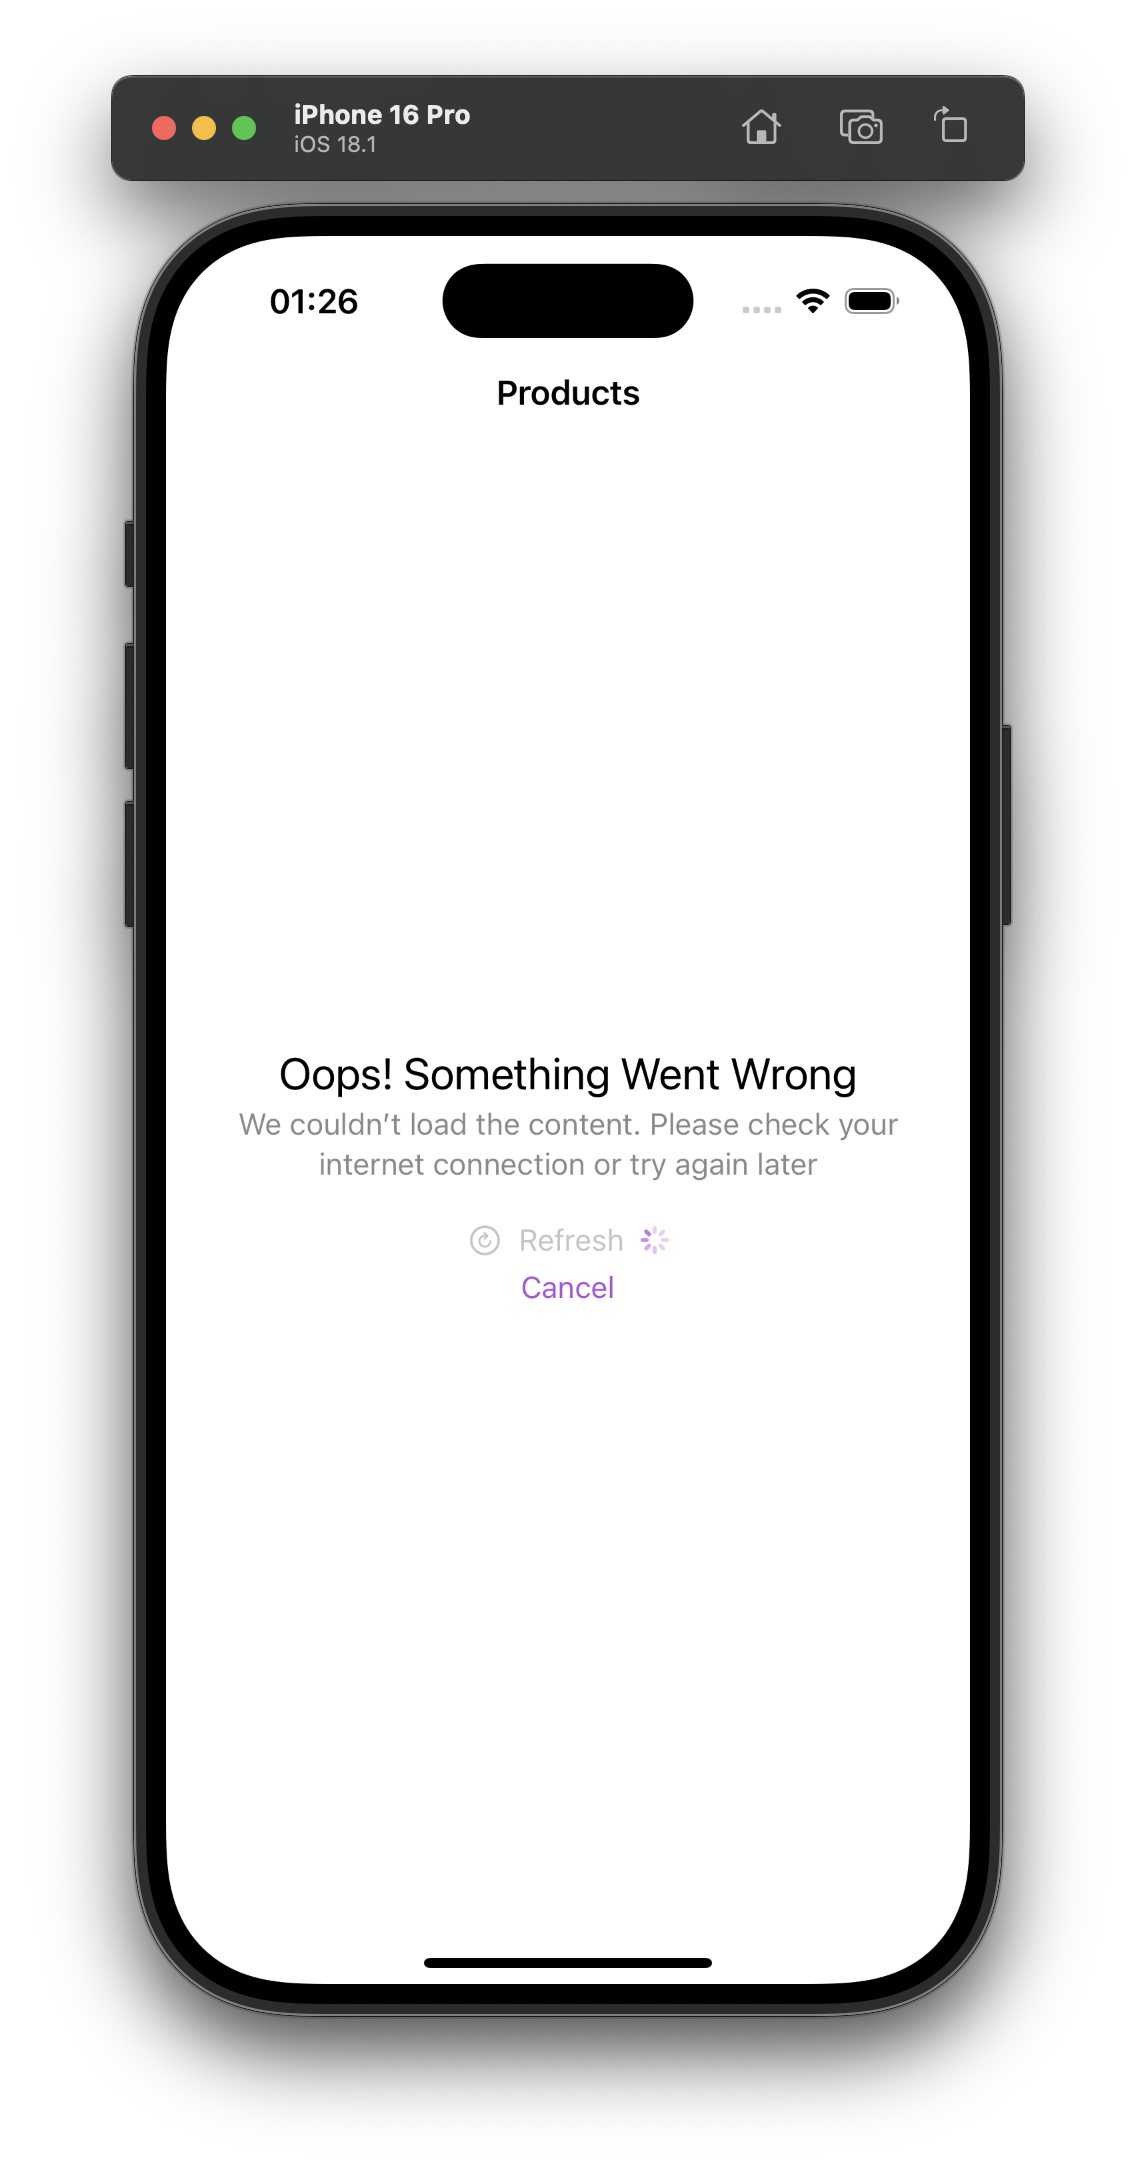 iPhone 16 Pro
iOS 18.1
01:26
Products
Oops! Something Went Wrong
We couldn’t load the content. Please check your
internet connection or try again later
Refresh
Cancel